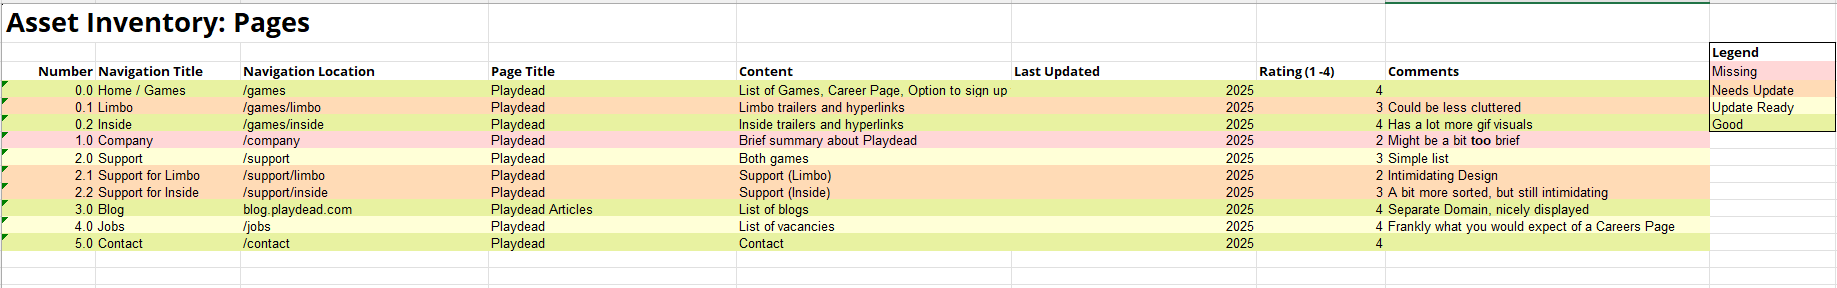 Asset Inventory: Pages
Legend
Number Navigation Title Navigation Location Page Title Content Last Updated Rating (1 -4) Comments Missing
0.0 Home / Games /games Playdead List of Games, Career Page, Option to sign up 2025 4 Needs Update
0.1 Limbo /games/limbo Playdead Limbo trailers and hyperlinks 2025 3 Could be less cluttered Update Ready
0.2 Inside /games/inside Playdead Inside trailers and hyperlinks 2025 4 Has a lot more gif visuals Good
1.0 Company /company Playdead Brief summary about Playdead 2025 2 Might be a bit too brief
2.0 Support /support Playdead Both games 2025 3 Simple list
2.1 Support for Limbo /support/limbo Playdead Support (Limbo) 2025 2 Intimidating Design
2.2 Support for Inside /support/inside Playdead Support (Inside) 2025 3 A bit more sorted, but still intimidating
3.0 Blog blog.playdead.com Playdead Articles List of blogs 2025 4 Separate Domain, nicely displayed
4.0 Jobs /jobs Playdead List of vacancies 2025 4 Frankly what you would expect of a Careers Page
5.0 Contact /contact Playdead Contact 2025 4